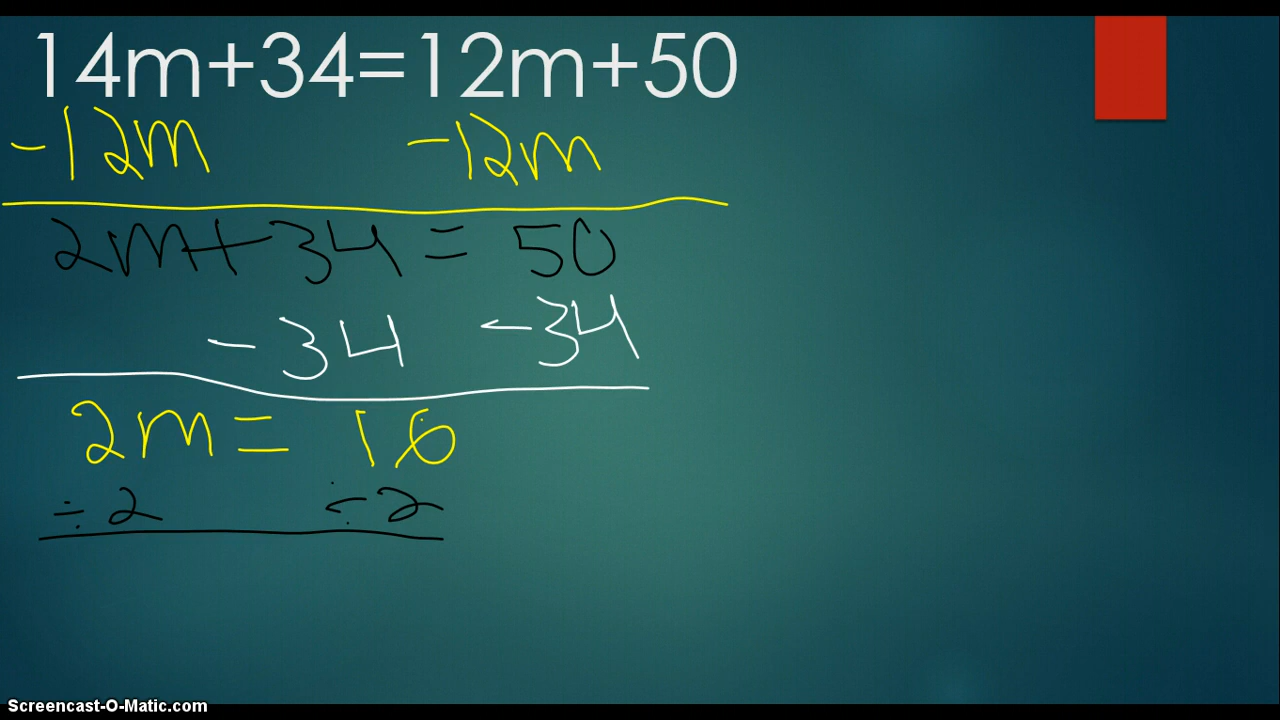 14m+34=12m+50
-12m -12m
2m+34=50
-34 -34
2m=16
÷2 ÷2
Screencast-O-Matic.com